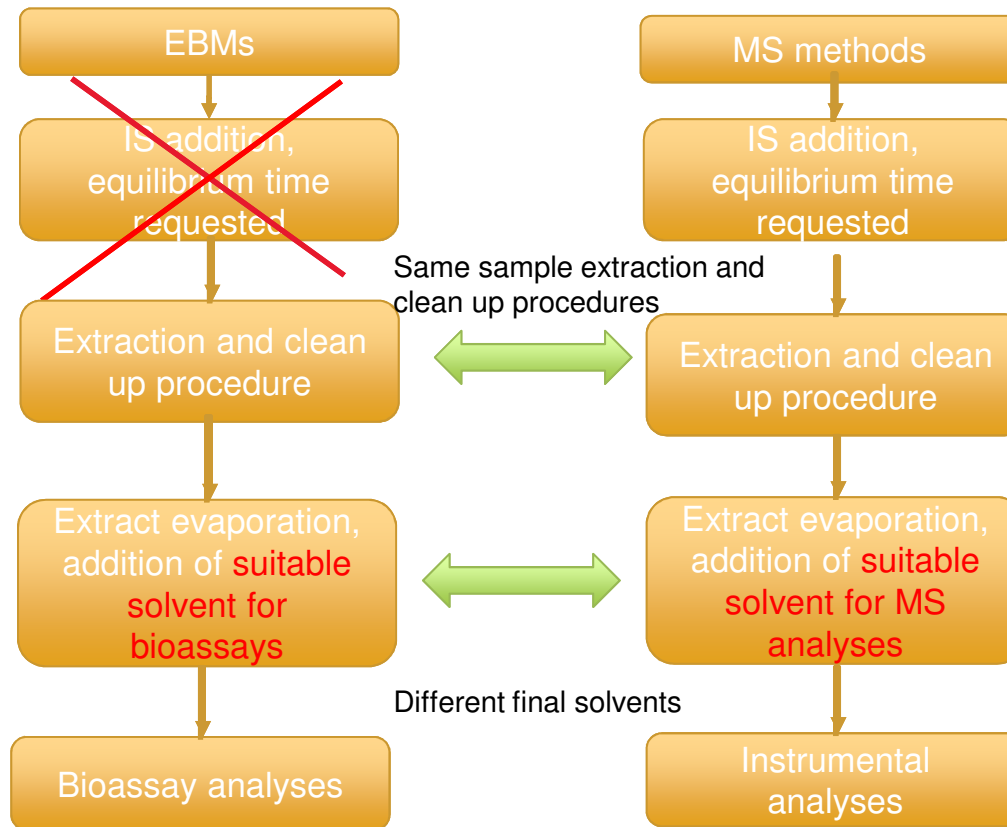 EBMs
IS addition,
equilibrium time
requested
Extraction and clean
up procedure
Extract evaporation,
addition of suitable
solvent for
bioassays
Bioassay analyses
Same sample extraction and
clean up procedures
Different final solvents
MS methods
IS addition,
equilibrium time
requested
Extraction and clean
up procedure
Extract evaporation,
addition of suitable
solvent for MS
analyses
Instrumental
analyses